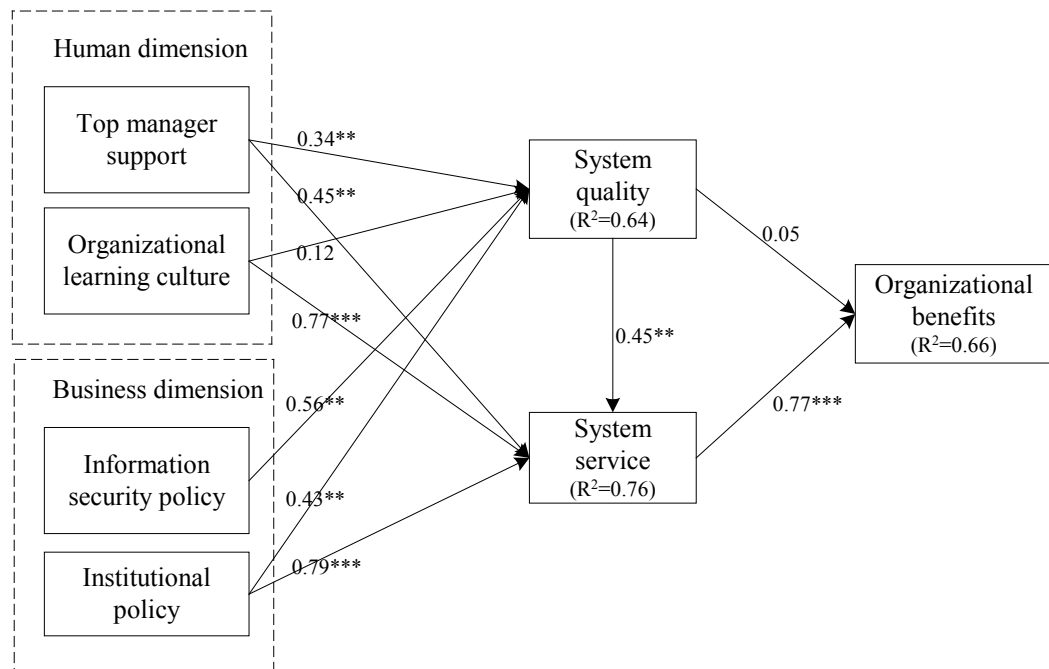 Human dimension
Top manager
support
Organizational
learning culture
Business dimension
Information
security policy
Institutional
policy
0.34**
0.45**
0.12
0.77***
0.56**
0.43**
0.79***
System
quality
(R²=0.64)
0.45**
System
service
(R²=0.76)
0.05
0.77***
Organizational
benefits
(R²=0.66)